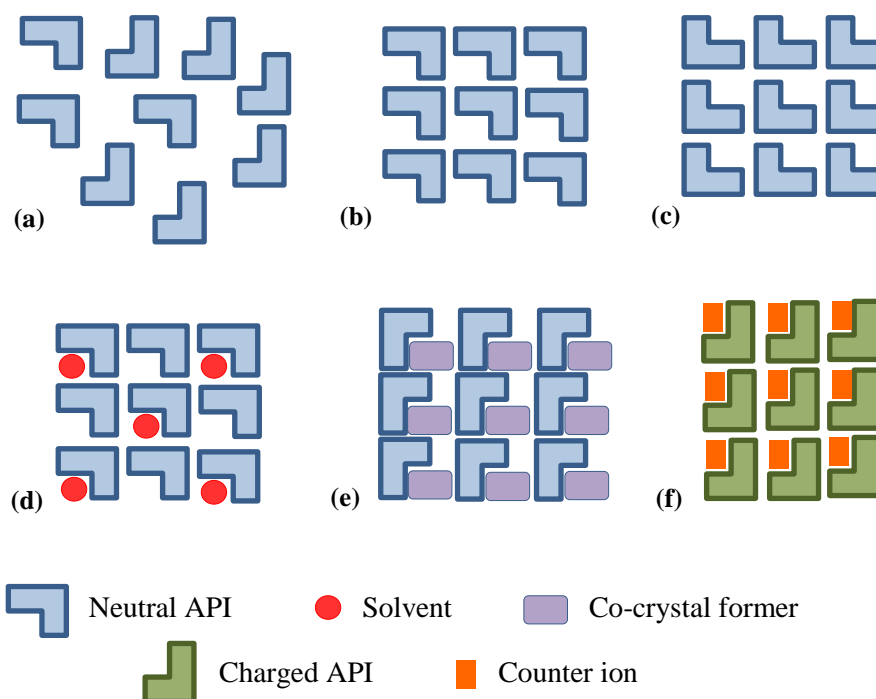 (a)
(b)
(c)
(d)
(e)
(f)
Neutral API
Solvent
Co-crystal former
Charged API
Counter ion